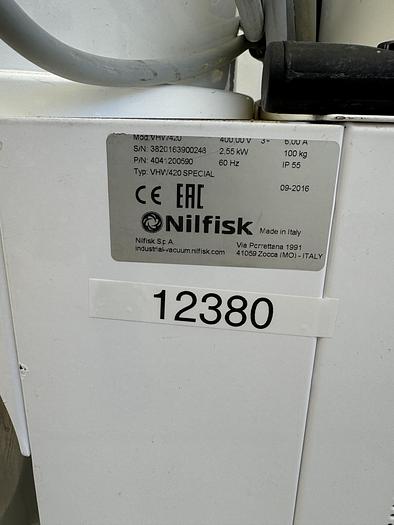 Mod.VHW420 400.00 V 3~ 6.00 A
S/N: 3820163900248 2.55 kW 100 kg
P/N: 4041200590 60 Hz IP 55
Typ: VHW420 SPECIAL
09-2016
CE EAC
Nilfisk Made in Italy
Nilfisk S.p.A. Via Porrettana 1991
industrial-vacuum.nilfisk.com 41059 Zocca (MO) - ITALY
12380